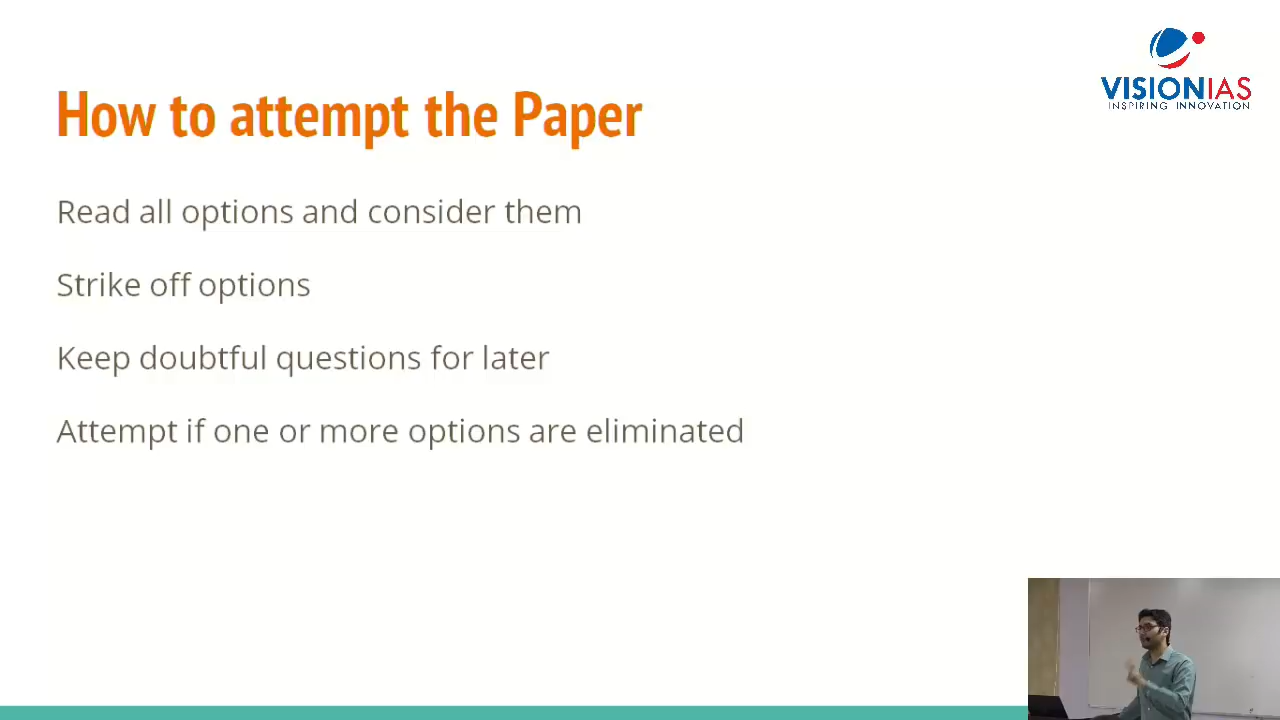 VISIONIAS
INSPIRING INNOVATION
How to attempt the Paper
Read all options and consider them
Strike off options
Keep doubtful questions for later
Attempt if one or more options are eliminated